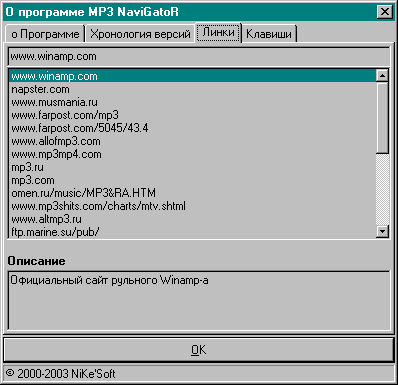 О программе MP3 NaviGatoR
о Программе Хронология версий Линки Клавиши
www.winamp.com
www.winamp.com
napster.com
www.musmania.ru
www.farpost.com/mp3
www.farpost.com/5045/43.4
www.allofmp3.com
www.mp3mp4.com
mp3.ru
mp3.com
omen.ru/music/MP3&RA.HTM
www.mp3shits.com/charts/mtv.shtml
www.altmp3.ru
ftp.marine.su/pub/
Описание
Официальный сайт рульного Winamp-а
OK
© 2000-2003 NiKe'Soft